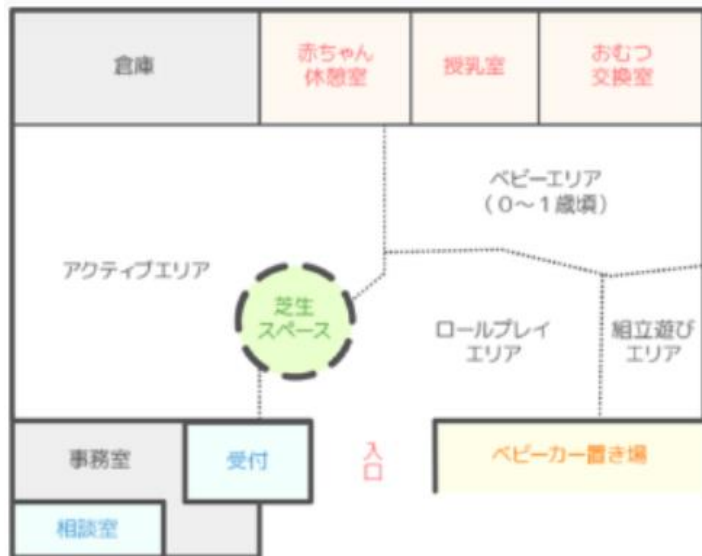 倉庫
赤ちゃん
休憩室
授乳室
おむつ
交換室
ベビーエリア
(0〜1歳頃)
アクティブエリア
芝生
スペース
ロールプレイ
エリア
組立遊び
エリア
事務室
受付
入口
ベビーカー置き場
相談室